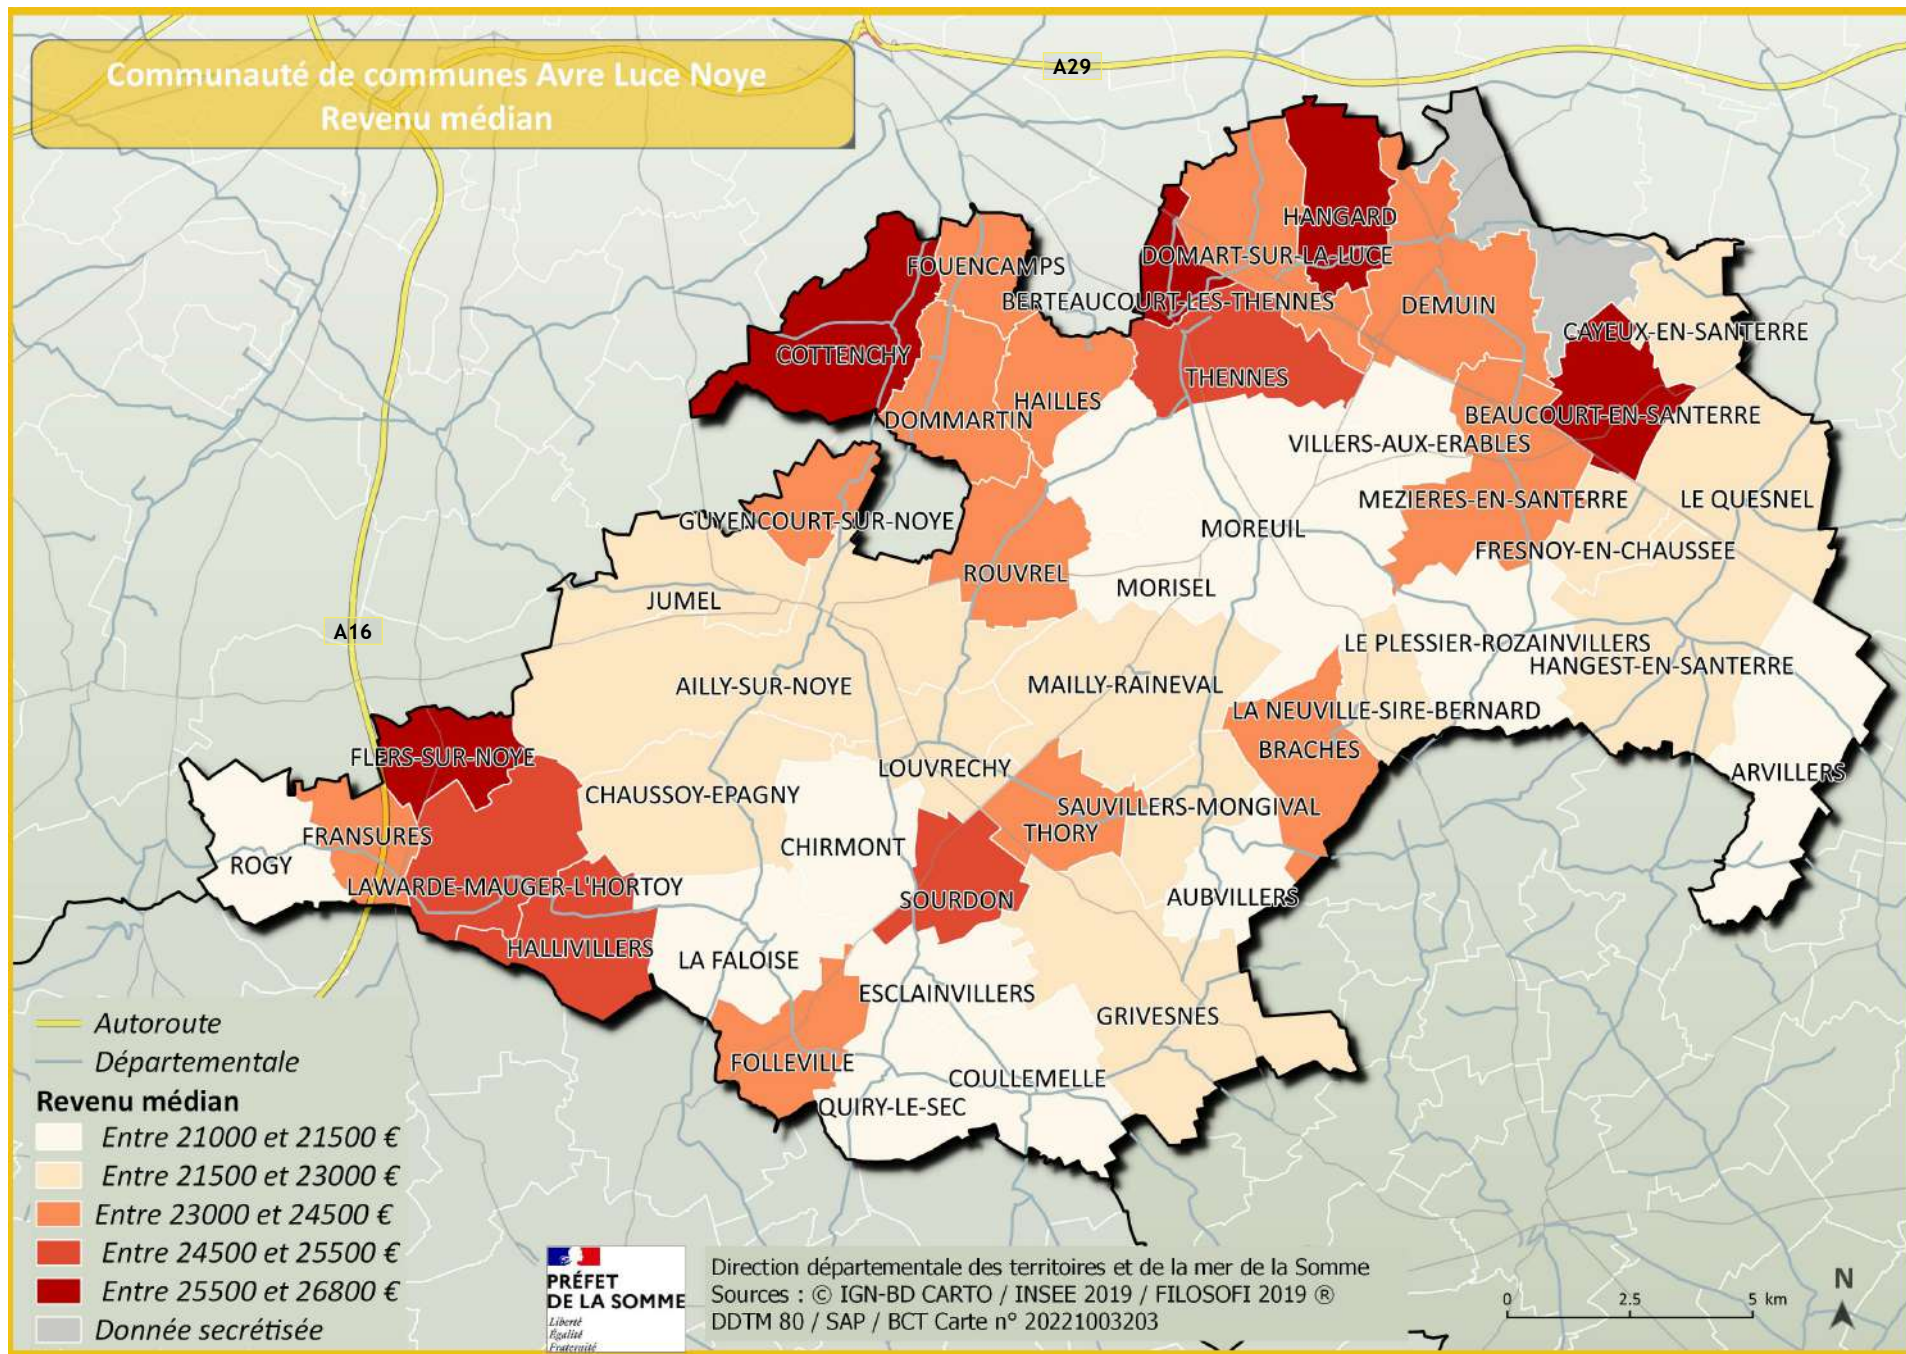 Communauté de communes Avre Luce Noye
Revenu médian
A29
HANGARD
DOMART-SUR-LA-LUCE
FOUENCAMPS
BERTEAUCOURT-LES-THENNES
DEMUIN
CAYEUX-EN-SANTERRE
COTTENCHY
THENNES
HAILLES
DOMMARTIN
BEAUCOURT-EN-SANTERRE
VILLERS-AUX-ERABLES
MEZIERES-EN-SANTERRE
LE QUESNEL
GUYENCOURT-SUR-NOYE
MOREUIL
FRESNOY-EN-CHAUSSEE
ROUVREL
MORISEL
JUMEL
A16
LE PLESSIER-ROZAINVILLERS
HANGEST-EN-SANTERRE
AILLY-SUR-NOYE
MAILLY-RAINEVAL
LA NEUVILLE-SIRE-BERNARD
BRACHES
FLERS-SUR-NOYE
LOUVRECHY
ARVILLERS
CHAUSSOY-EPAGNY
SAUVILLERS-MONGIVAL
THORY
FRANSURES
CHIRMONT
ROGY
LAWARDE-MAUGER-L'HORTOY
SOURDON
AUBVILLERS
HALLIVILLERS
LA FALOISE
ESCLAINVILLERS
GRIVESNES
FOLLEVILLE
COULLEMELLE
QUIRY-LE-SEC
Autoroute
Départementale
Revenu médian
Entre 21000 et 21500 €
Entre 21500 et 23000 €
Entre 23000 et 24500 €
Entre 24500 et 25500 €
Entre 25500 et 26800 €
Donnée secrétisée
PRÉFET
DE LA SOMME
Liberté
Égalité
Fraternité
Direction départementale des territoires et de la mer de la Somme
Sources : © IGN-BD CARTO / INSEE 2019 / FILOSOFI 2019 ®
DDTM 80 / SAP / BCT Carte n° 20221003203
0 2.5 5 km
N